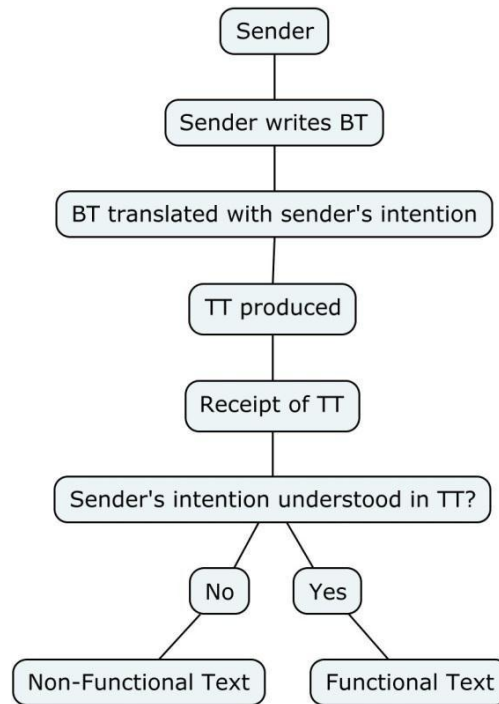 Sender
Sender writes BT
BT translated with sender's intention
TT produced
Receipt of TT
Sender's intention understood in TT?
No
Yes
Non-Functional Text
Functional Text